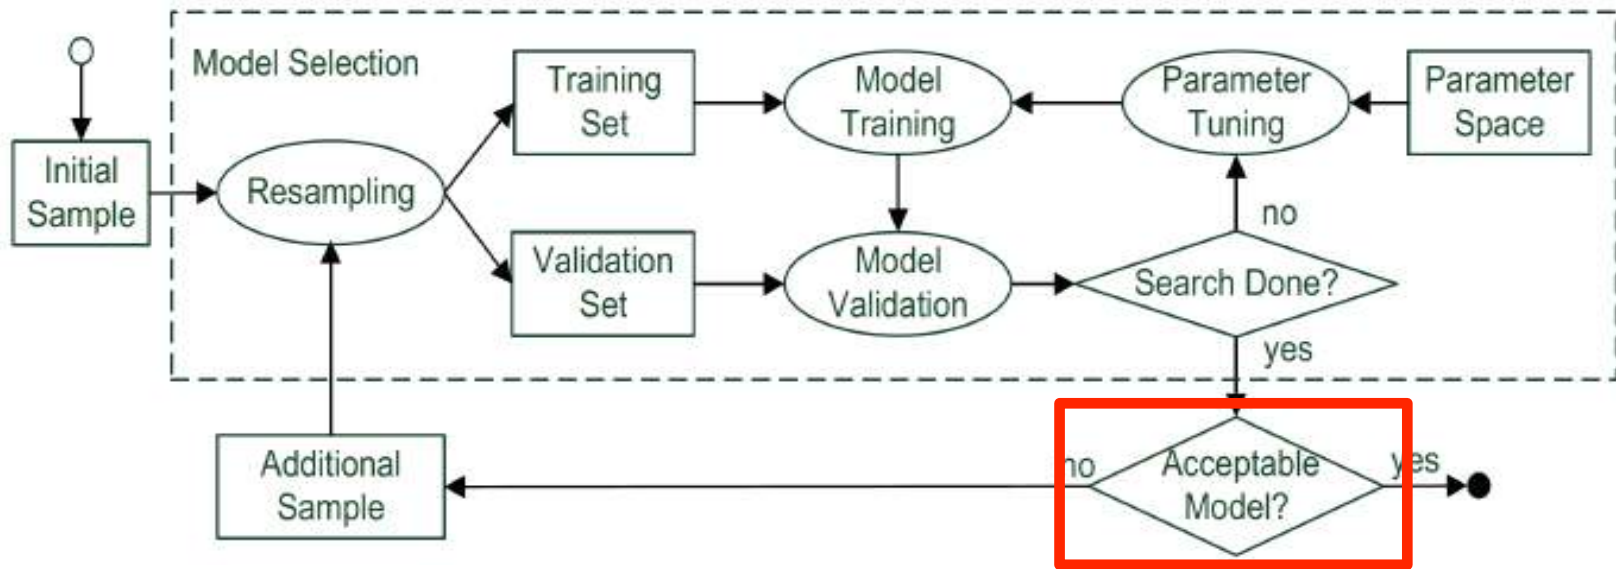 Model Selection
Training
Set
Model
Training
Parameter
Tuning
Parameter
Space
Initial
Sample
Resampling
no
Validation
Set
Model
Validation
Search Done?
yes
Additional
Sample
no
Acceptable
Model?
yes